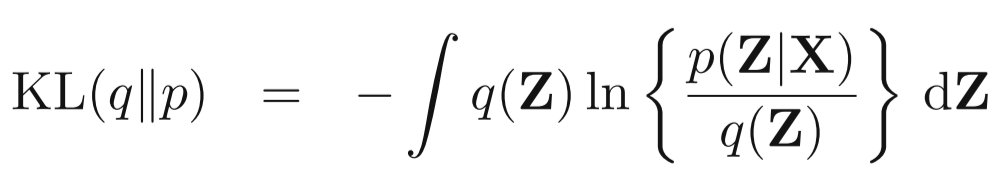 KL(q||p) = − ∫ q(Z) ln { p(Z|X) / q(Z) } dZ